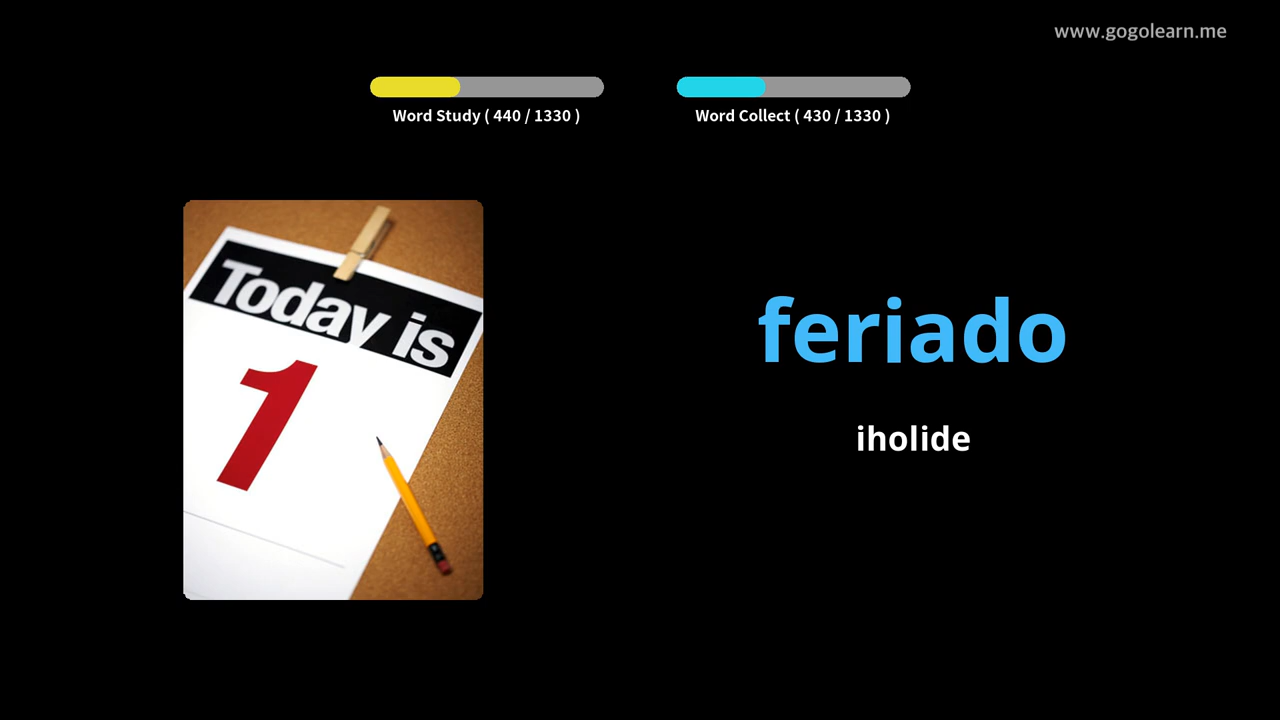 www.gogolearn.me
Word Study ( 440 / 1330 )
Word Collect ( 430 / 1330 )
Today is
1
feriado
iholide